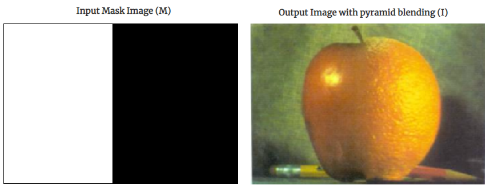 Input Mask Image (M)
Output Image with pyramid blending (I)